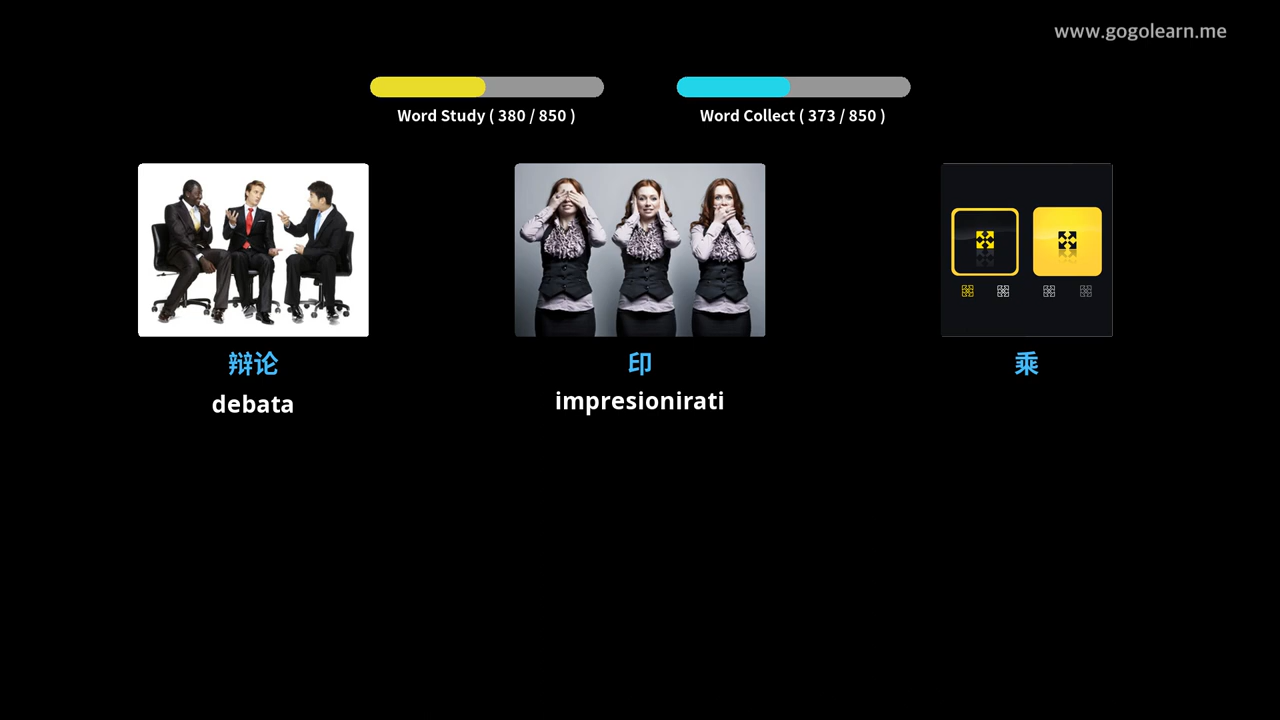 www.gogolearn.me
Word Study ( 380 / 850 )
Word Collect ( 373 / 850 )
辩论
印
乘
debata
impresionirati